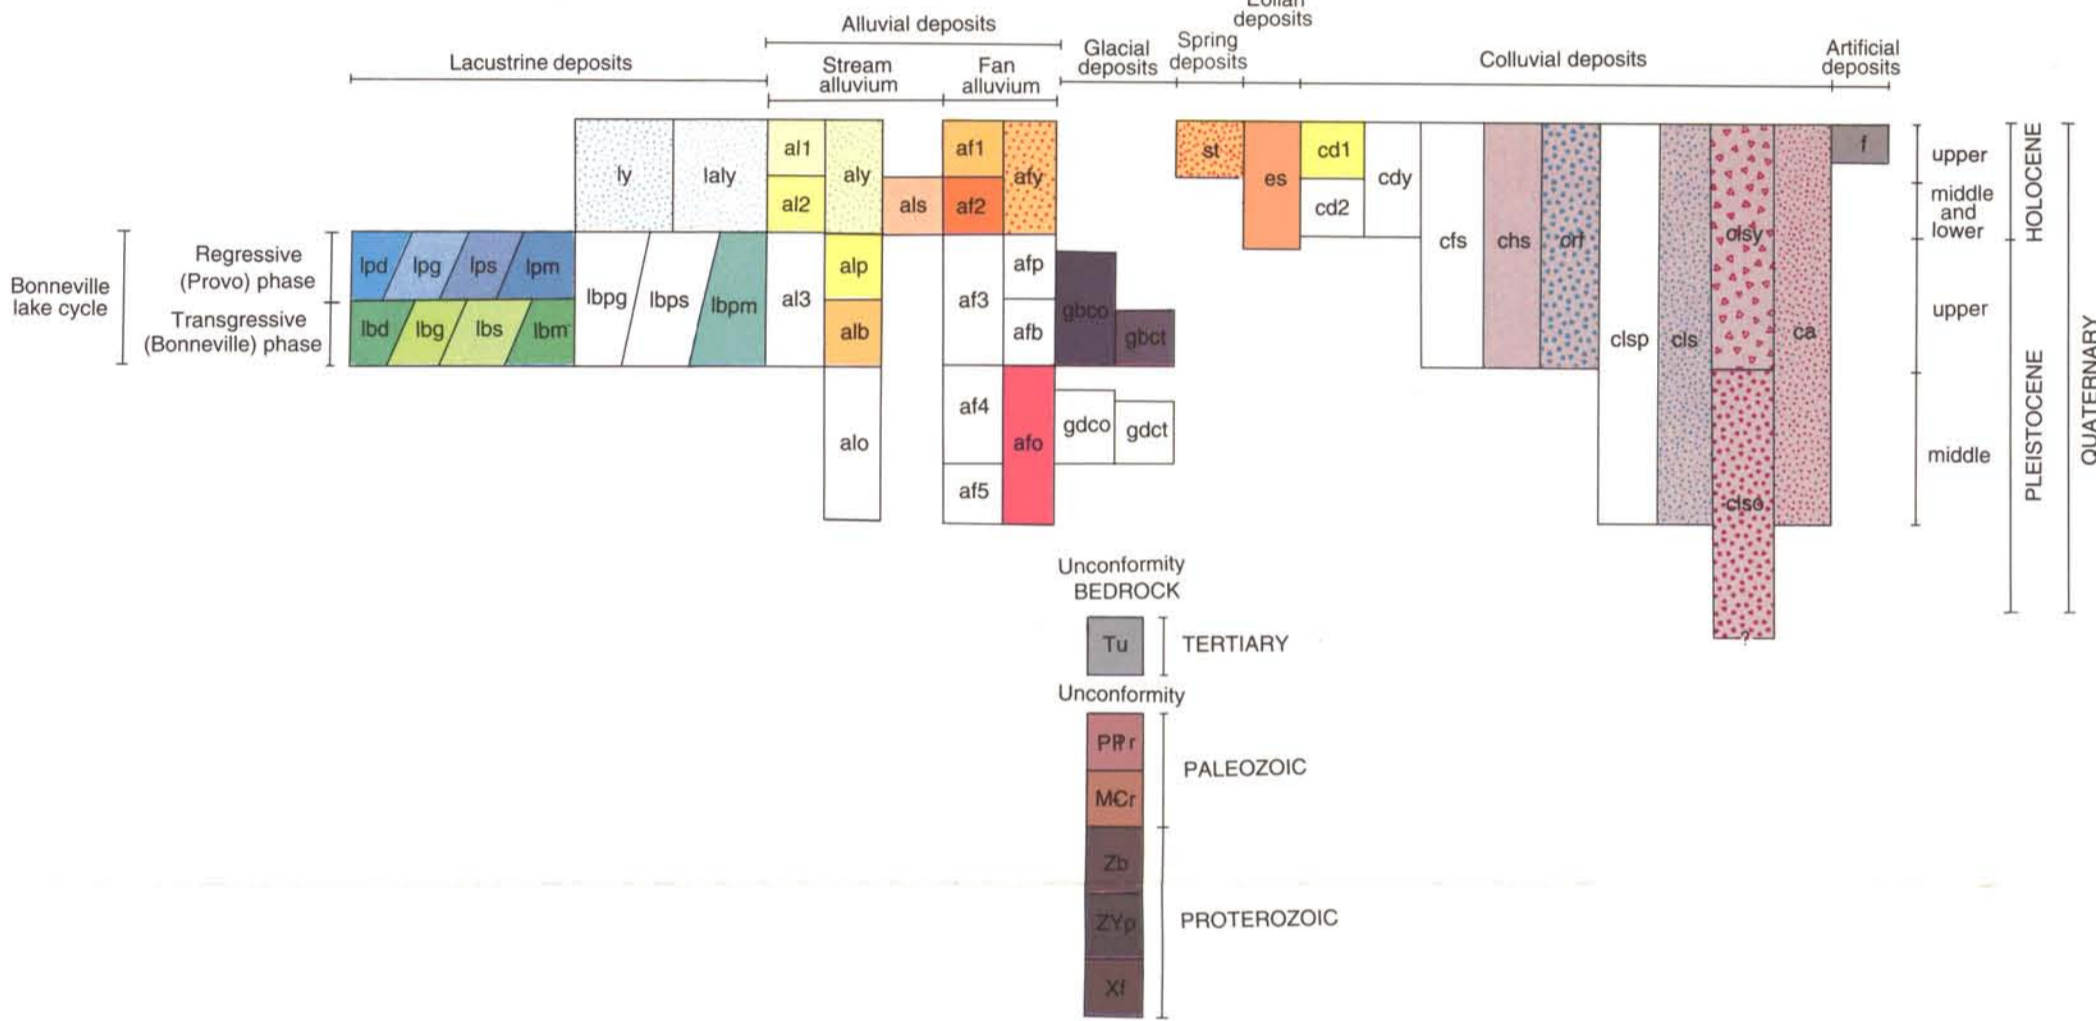 Eolian
deposits
Alluvial deposits
Lacustrine deposits
Stream
alluvium
Fan
alluvium
Glacial
deposits
Spring
deposits
Colluvial deposits
Artificial
deposits
ly
laly
al1
aly
al2
als
af1
afy
af2
st
es
cd1
cd2
cdy
cfs
chs
crf
clsp
cls
clsy
ca
f
upper
middle
and
lower
HOLOCENE
Bonneville
lake cycle
Regressive
(Provo) phase
Transgressive
(Bonneville) phase
lpd
lpg
lps
lpm
lbd
lbg
lbs
lbm
lbpg
lbps
lbpm
al3
alp
alb
alo
af3
afp
afb
af4
afo
af5
gbco
gbct
gdco
gdct
clso
?
upper
middle
PLEISTOCENE
QUATERNARY
Unconformity
BEDROCK
Tu
TERTIARY
Unconformity
PPr
MЄr
PALEOZOIC
Zb
ZYp
Xf
PROTEROZOIC